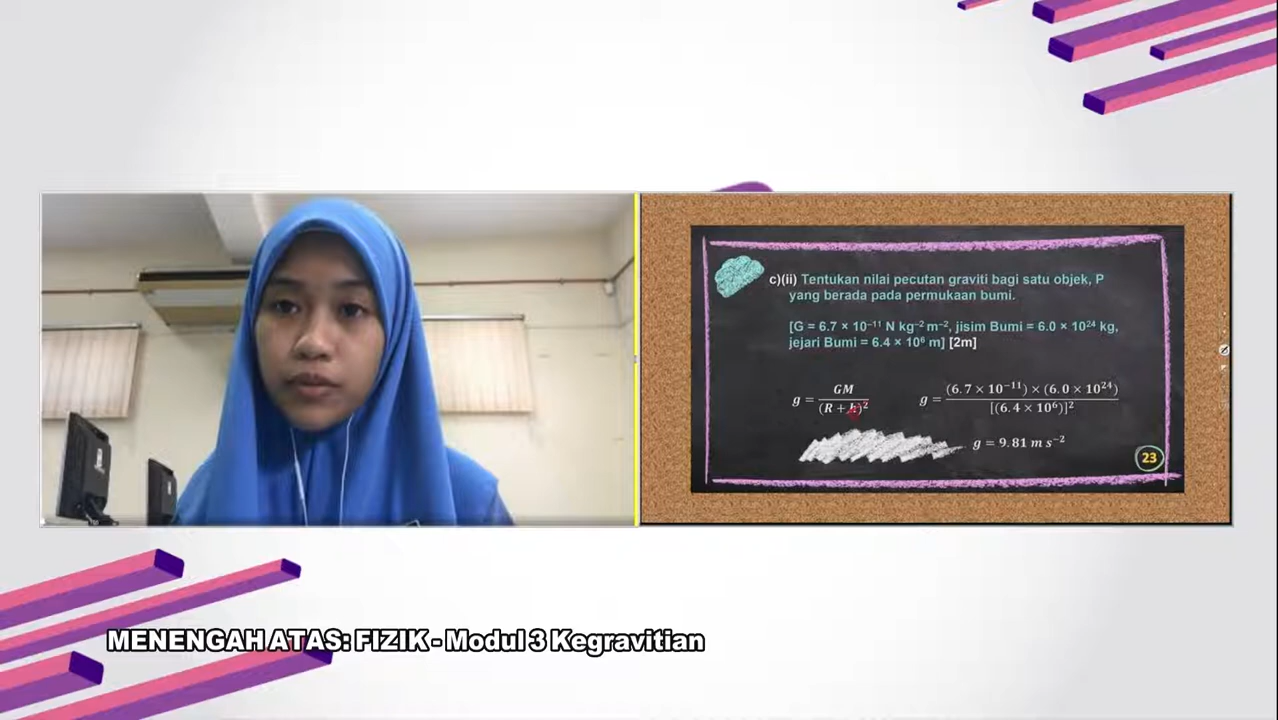 c)(ii) Tentukan nilai pecutan graviti bagi satu objek, P
yang berada pada permukaan bumi.
[G = 6.7 × 10⁻¹¹ N kg⁻² m⁻², jisim Bumi = 6.0 × 10²⁴ kg,
jejari Bumi = 6.4 × 10⁶ m] [2m]
g = GM / (R + h)²
g = (6.7 × 10⁻¹¹) × (6.0 × 10²⁴) / [(6.4 × 10⁶)]²
g = 9.81 m s⁻²
23
MENENGAH ATAS: FIZIK - Modul 3 Kegravitian